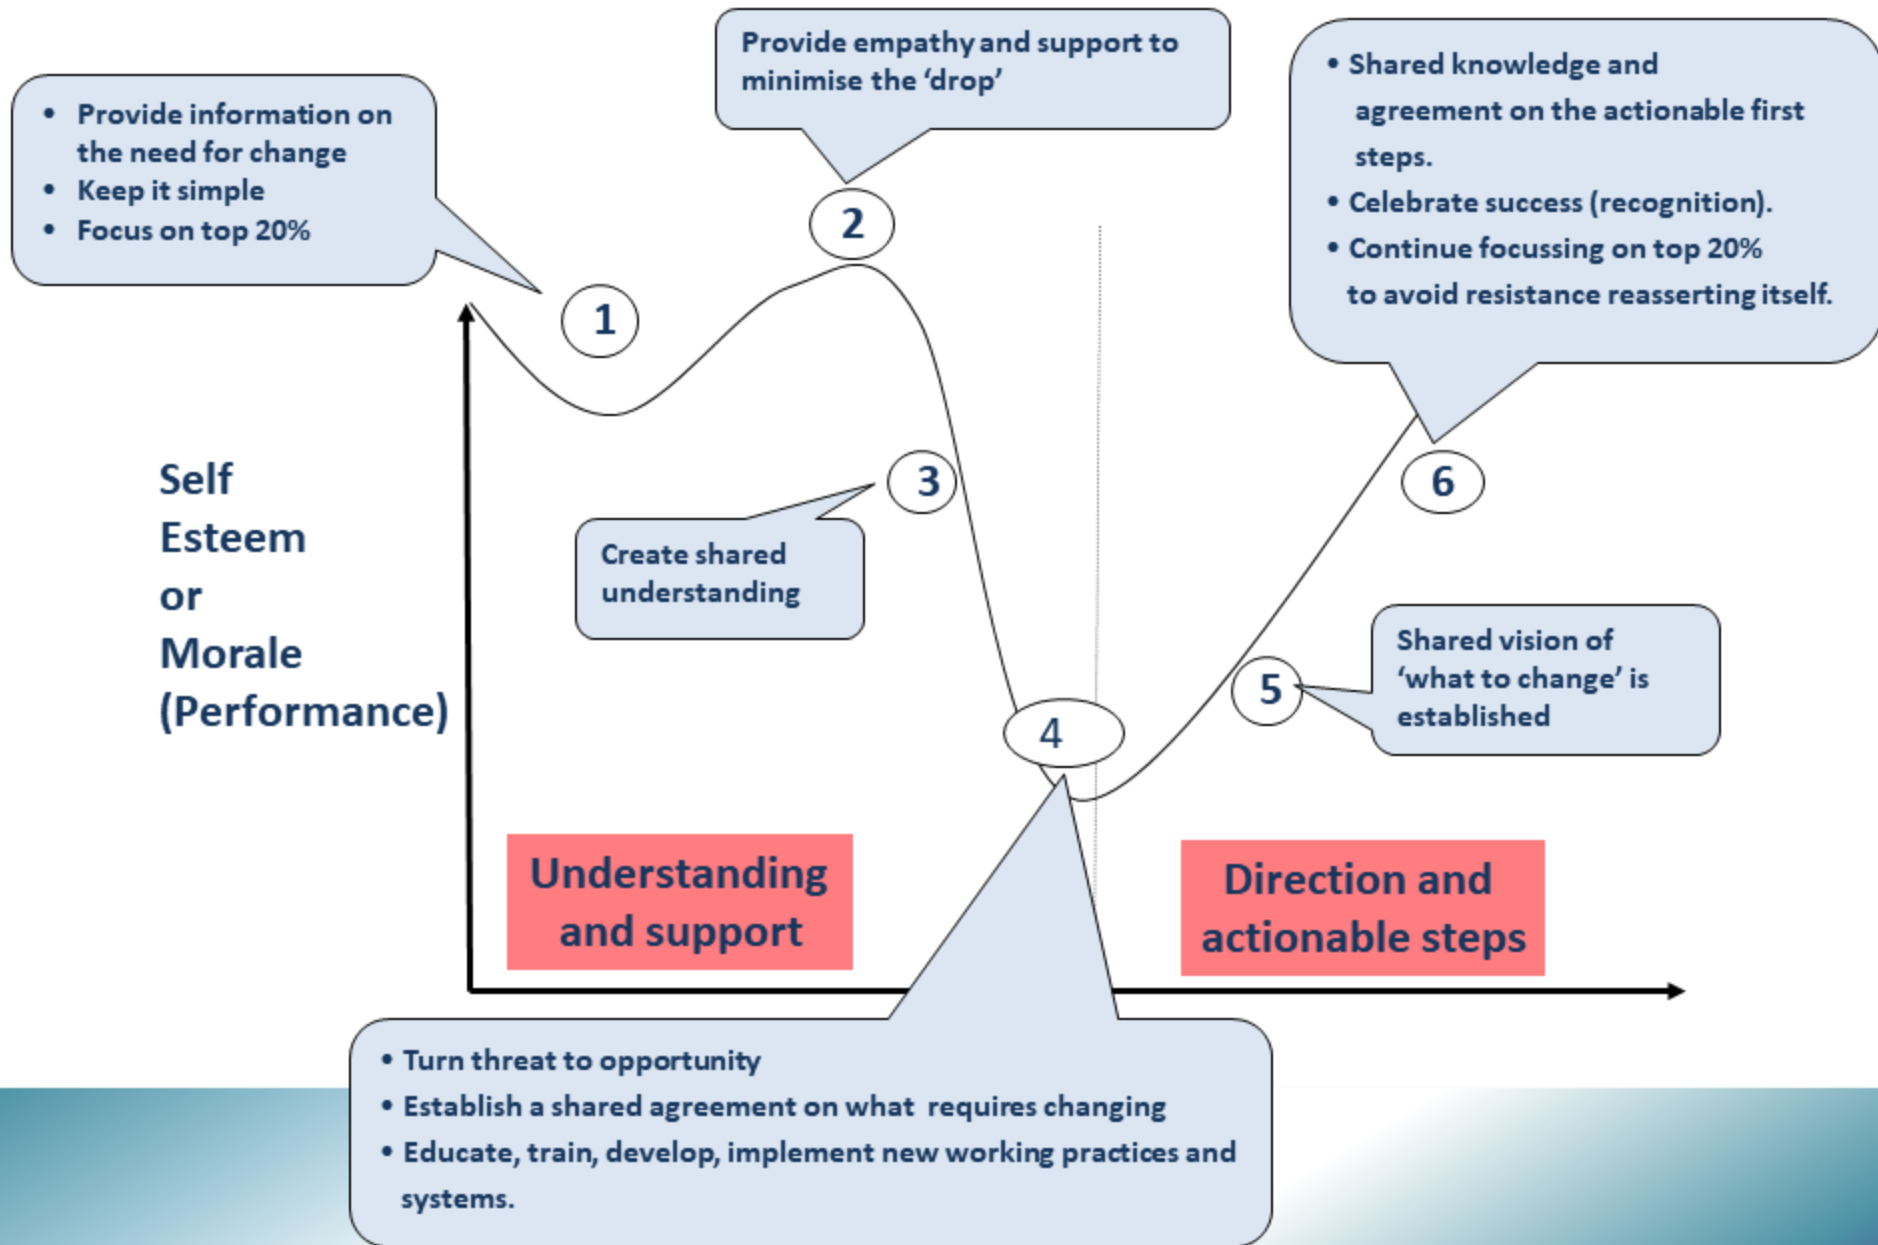 Provide empathy and support to
minimise the ‘drop’
• Provide information on
the need for change
• Keep it simple
• Focus on top 20%
• Shared knowledge and
agreement on the actionable first
steps.
• Celebrate success (recognition).
• Continue focussing on top 20%
to avoid resistance reasserting itself.
1
2
3
Create shared
understanding
Self
Esteem
or
Morale
(Performance)
4
5
6
Shared vision of
‘what to change’ is
established
Understanding
and support
Direction and
actionable steps
• Turn threat to opportunity
• Establish a shared agreement on what requires changing
• Educate, train, develop, implement new working practices and
systems.